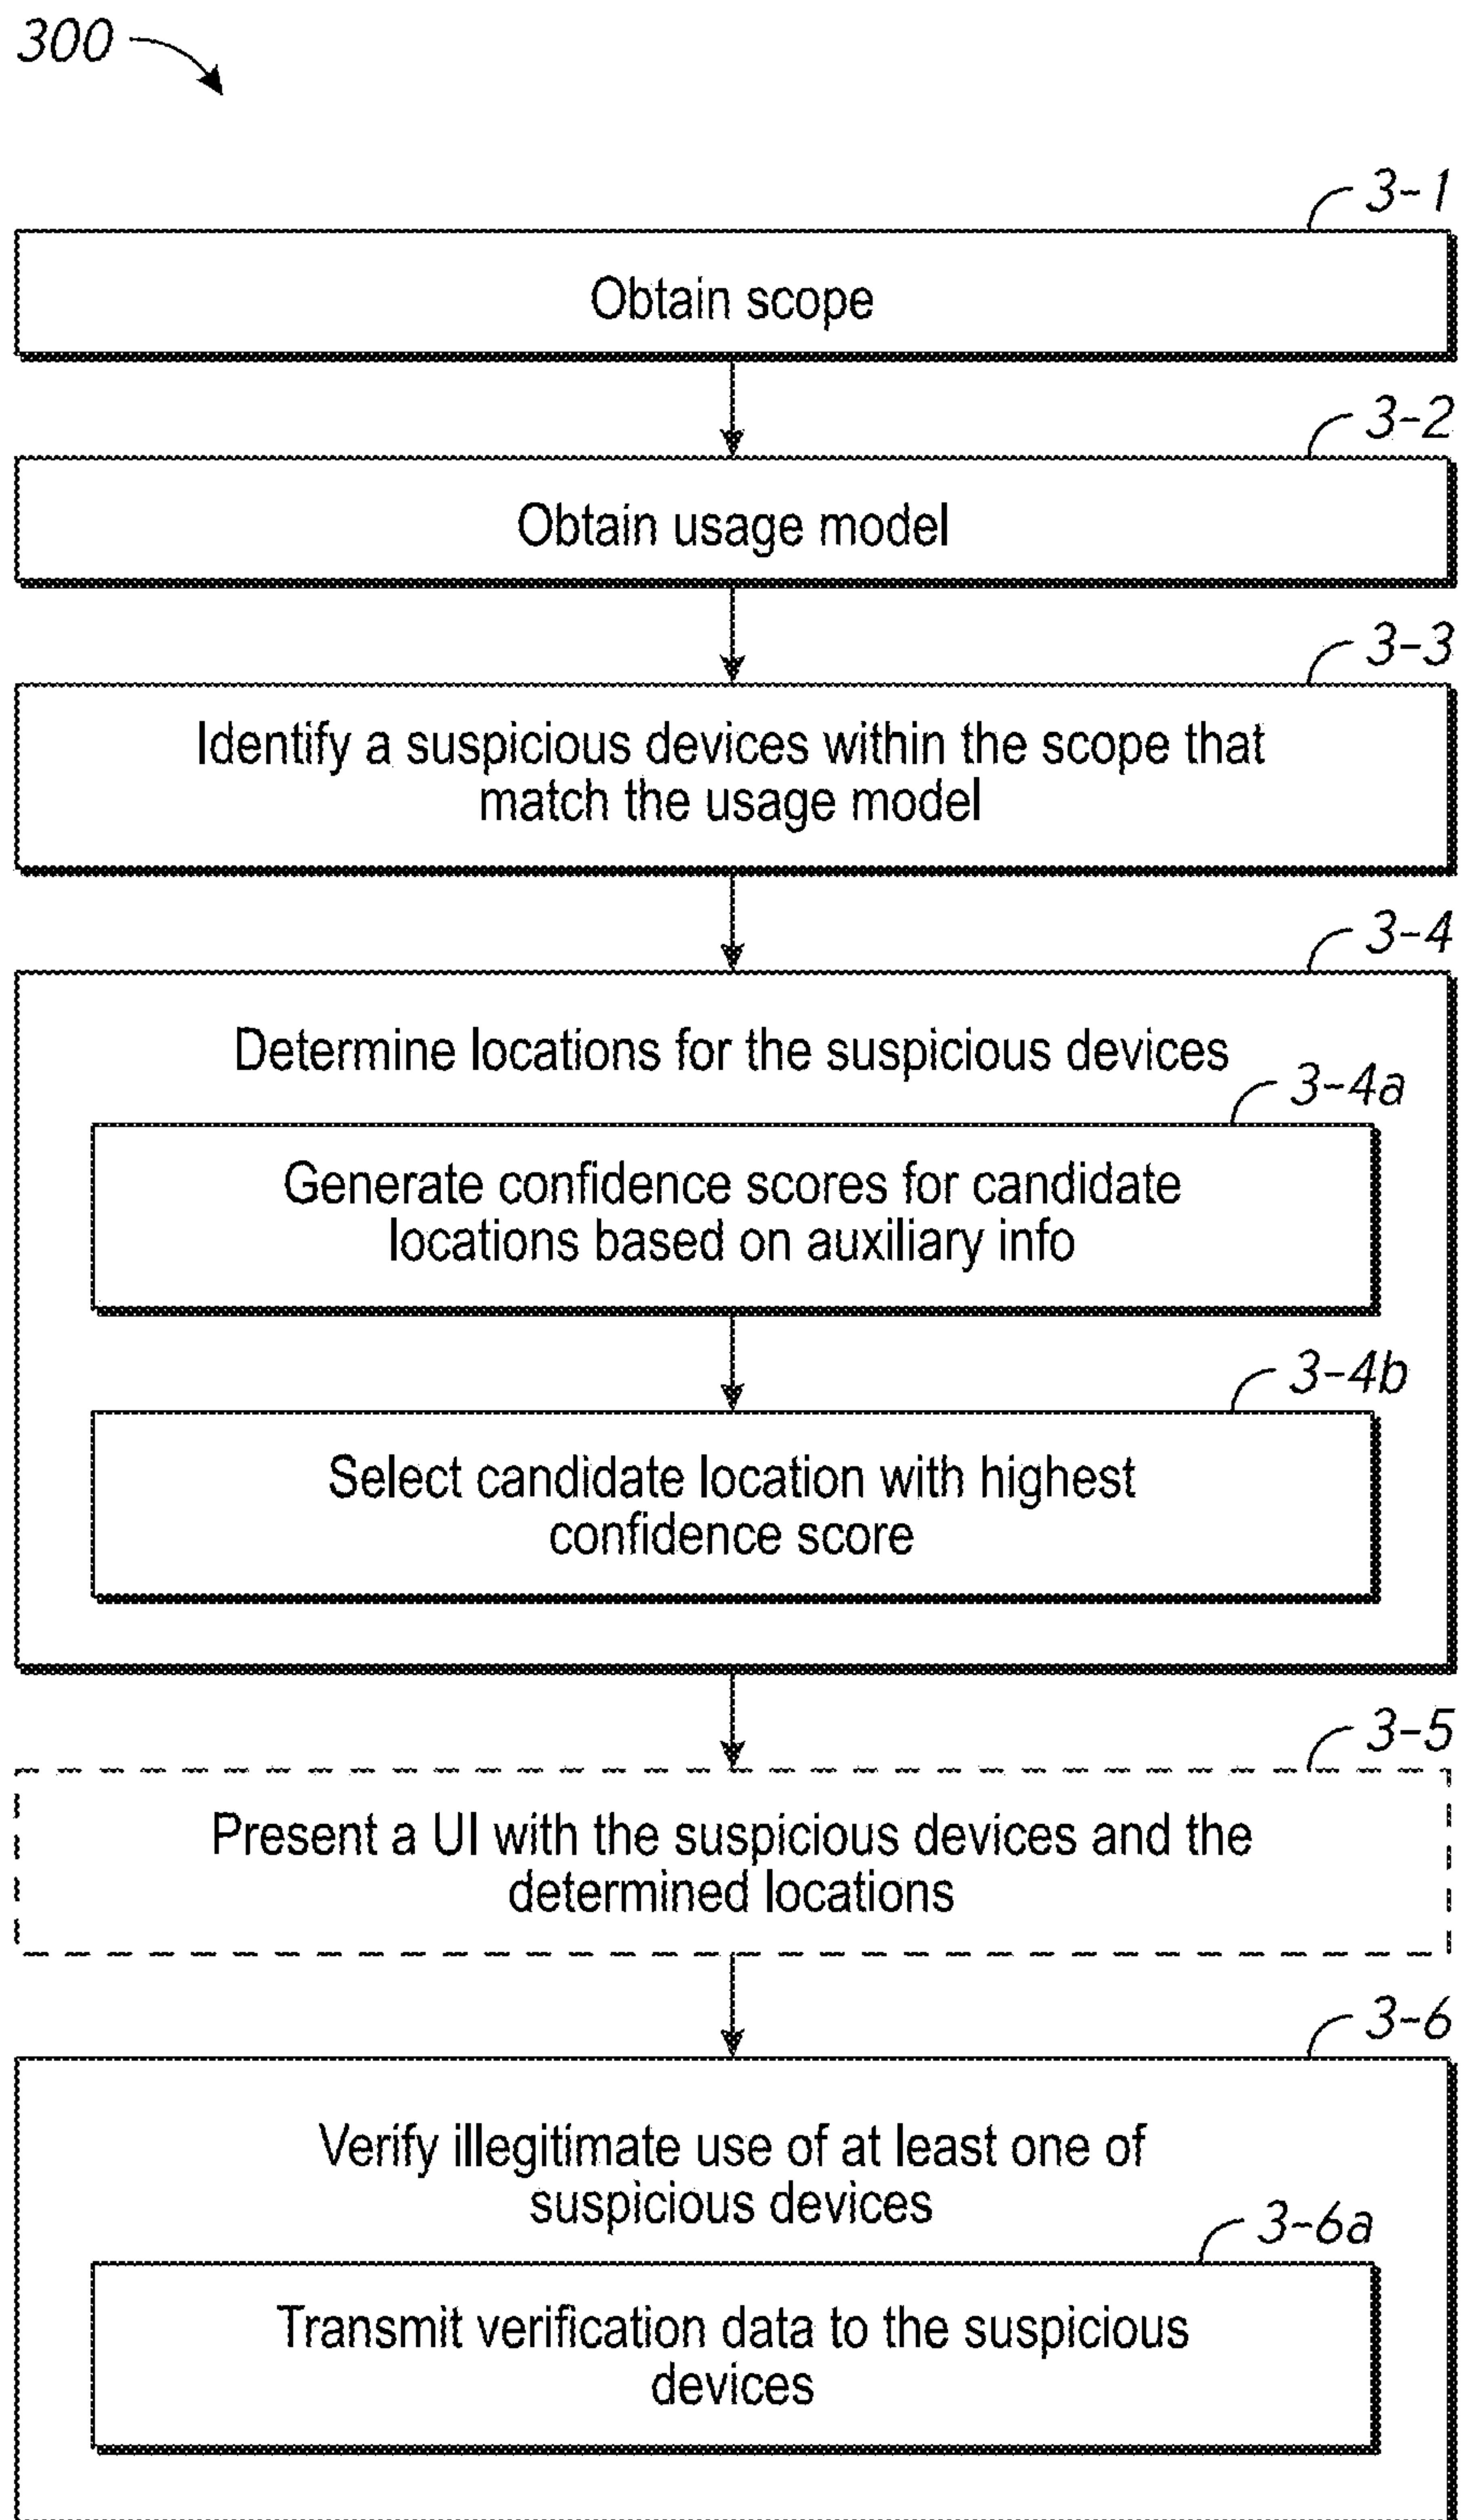 300
3-1
Obtain scope
3-2
Obtain usage model
3-3
Identify a suspicious devices within the scope that
match the usage model
3-4
Determine locations for the suspicious devices
3-4a
Generate confidence scores for candidate
locations based on auxiliary info
3-4b
Select candidate location with highest
confidence score
3-5
Present a UI with the suspicious devices and the
determined locations
3-6
Verify illegitimate use of at least one of
suspicious devices
3-6a
Transmit verification data to the suspicious
devices